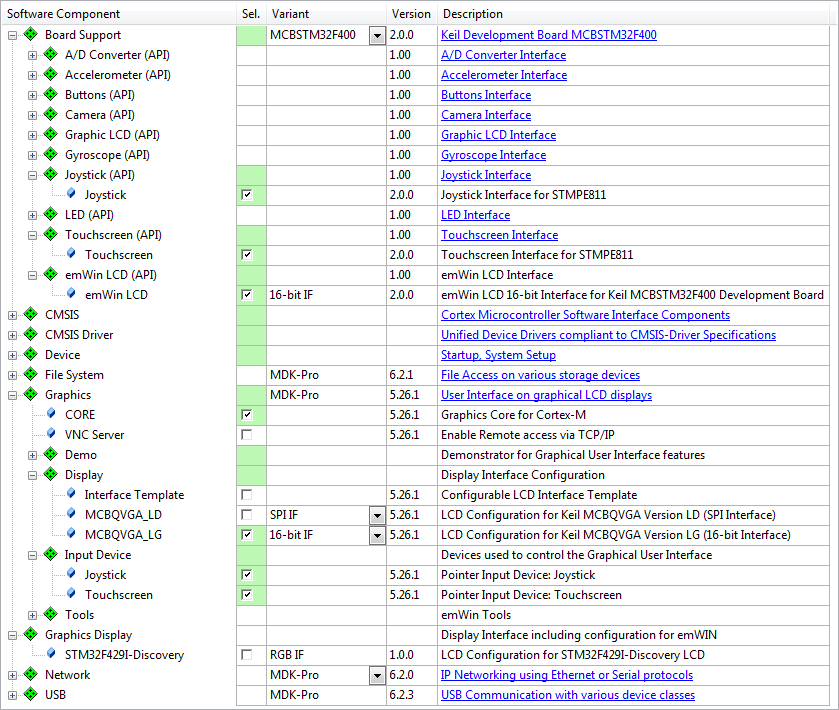 Software Component Sel. Variant Version Description
Board Support MCBSTM32F400 2.0.0 Keil Development Board MCBSTM32F400
A/D Converter (API) 1.00 A/D Converter Interface
Accelerometer (API) 1.00 Accelerometer Interface
Buttons (API) 1.00 Buttons Interface
Camera (API) 1.00 Camera Interface
Graphic LCD (API) 1.00 Graphic LCD Interface
Gyroscope (API) 1.00 Gyroscope Interface
Joystick (API) 1.00 Joystick Interface
Joystick 2.0.0 Joystick Interface for STMPE811
LED (API) 1.00 LED Interface
Touchscreen (API) 1.00 Touchscreen Interface
Touchscreen 2.0.0 Touchscreen Interface for STMPE811
emWin LCD (API) 1.00 emWin LCD Interface
emWin LCD 16-bit IF 2.0.0 emWin LCD 16-bit Interface for Keil MCBSTM32F400 Development Board
CMSIS Cortex Microcontroller Software Interface Components
CMSIS Driver Unified Device Drivers compliant to CMSIS-Driver Specifications
Device Startup, System Setup
File System MDK-Pro 6.2.1 File Access on various storage devices
Graphics MDK-Pro 5.26.1 User Interface on graphical LCD displays
CORE 5.26.1 Graphics Core for Cortex-M
VNC Server 5.26.1 Enable Remote access via TCP/IP
Demo Demonstrator for Graphical User Interface features
Display Display Interface Configuration
Interface Template 5.26.1 Configurable LCD Interface Template
MCBQVGA_LD SPI IF 5.26.1 LCD Configuration for Keil MCBQVGA Version LD (SPI Interface)
MCBQVGA_LG 16-bit IF 5.26.1 LCD Configuration for Keil MCBQVGA Version LG (16-bit Interface)
Input Device Devices used to control the Graphical User Interface
Joystick 5.26.1 Pointer Input Device: Joystick
Touchscreen 5.26.1 Pointer Input Device: Touchscreen
Tools emWin Tools
Graphics Display Display Interface including configuration for emWIN
STM32F429I-Discovery RGB IF 1.0.0 LCD Configuration for STM32F429I-Discovery LCD
Network MDK-Pro 6.2.0 IP Networking using Ethernet or Serial protocols
USB MDK-Pro 6.2.3 USB Communication with various device classes